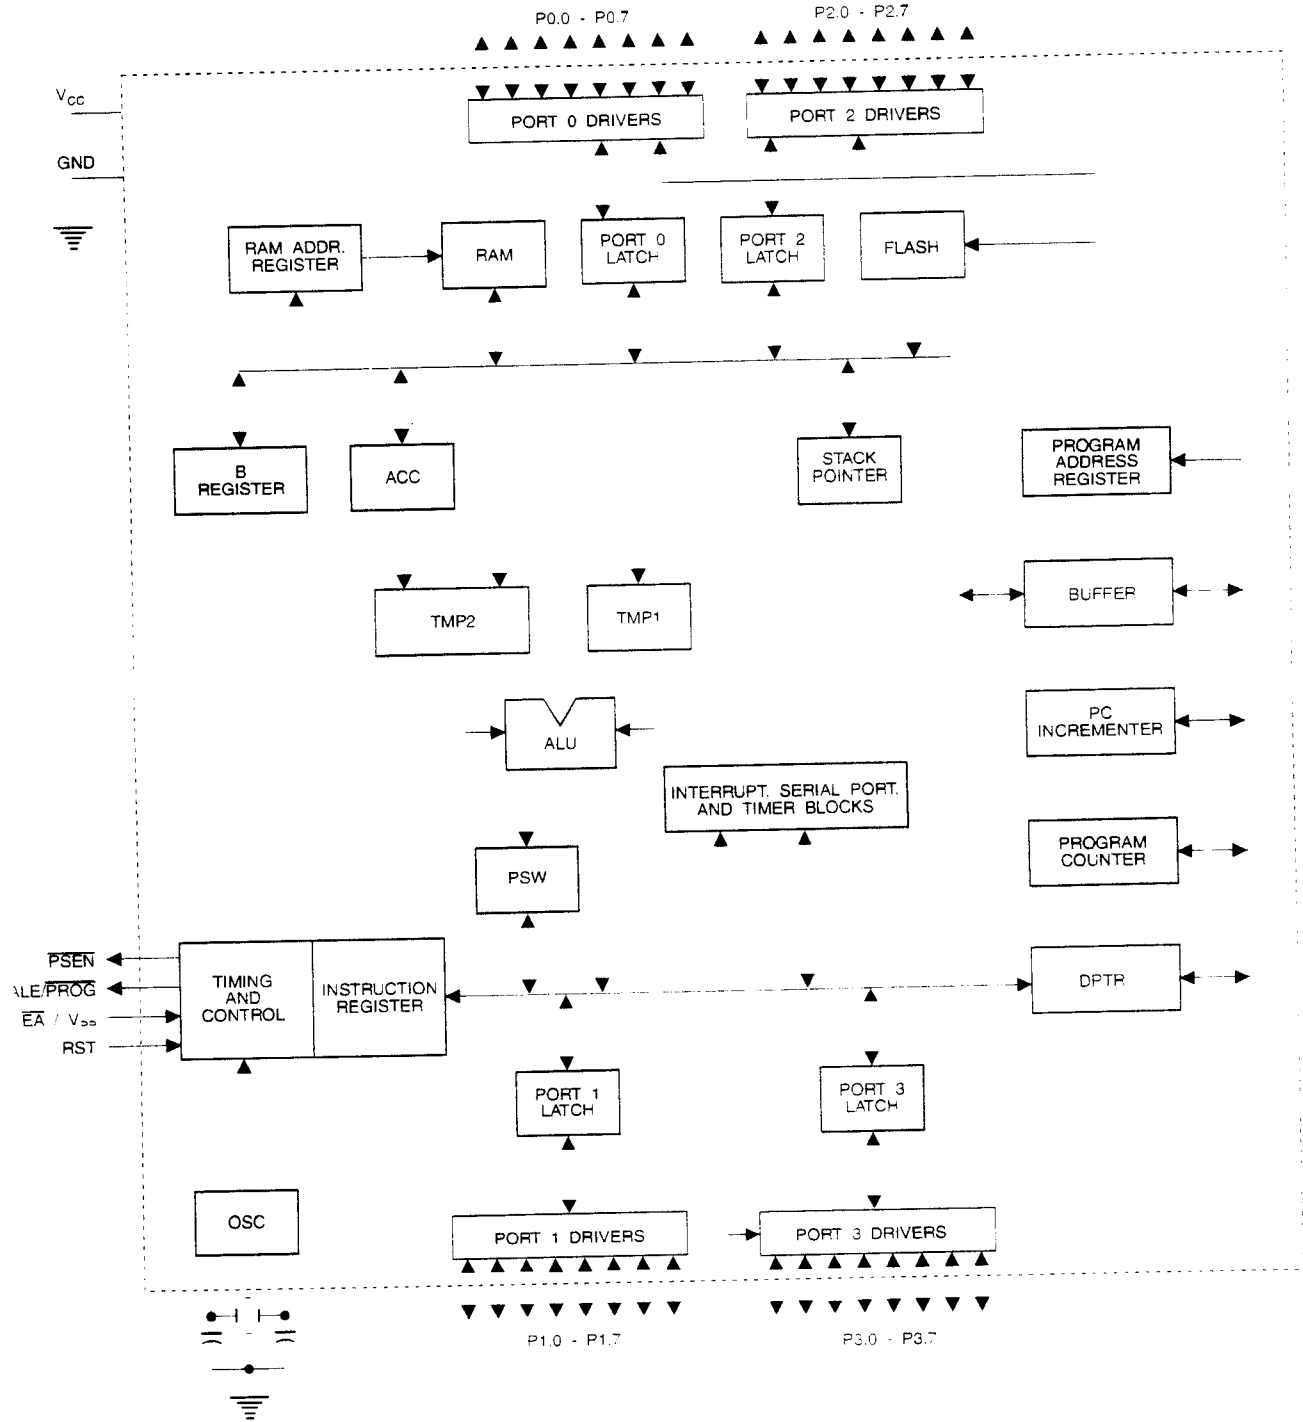 P0.0 - P0.7
P2.0 - P2.7
VCC
PORT 0 DRIVERS
PORT 2 DRIVERS
GND
RAM ADDR.
REGISTER
RAM
PORT 0
LATCH
PORT 2
LATCH
FLASH
B
REGISTER
ACC
STACK
POINTER
PROGRAM
ADDRESS
REGISTER
BUFFER
TMP2
TMP1
PC
INCREMENTER
ALU
INTERRUPT, SERIAL PORT,
AND TIMER BLOCKS
PROGRAM
COUNTER
PSW
PSEN
LE/PROG
EA /
RST
TIMING
AND
CONTROL
INSTRUCTION
REGISTER
DPTR
PORT 1
LATCH
PORT 3
LATCH
OSC
PORT 1 DRIVERS
PORT 3 DRIVERS
P1.0 - P1.7
P3.0 - P3.7